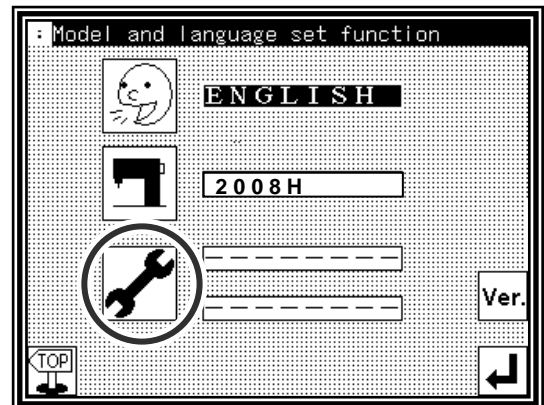 : Model and language set function
ENGLISH
2008H
Ver.
TOP